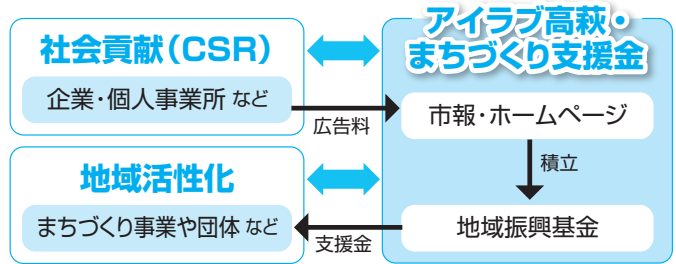 社会貢献(CSR)
企業・個人事業所 など
広告料
アイラブ高萩・
まちづくり支援金
市報・ホームページ
積立
地域振興基金
支援金
地域活性化
まちづくり事業や団体 など